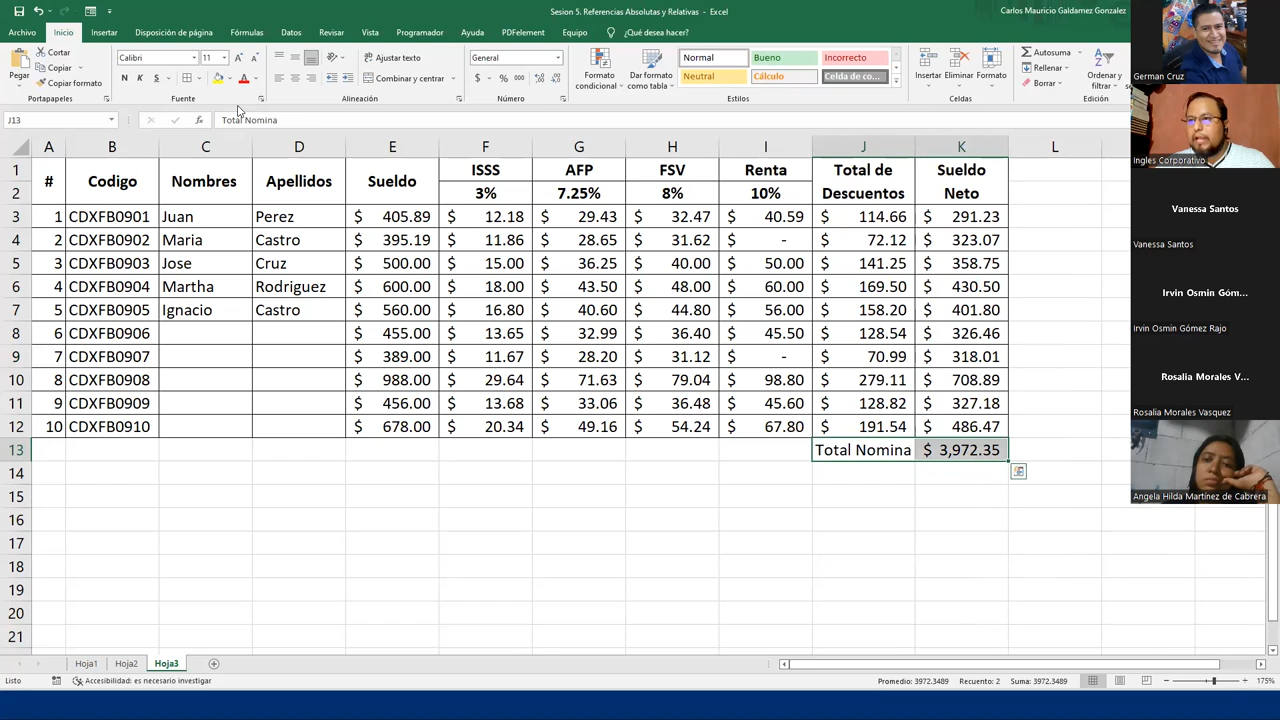 Sesion 5. Referencias Absolutas y Relativas - Excel
Carlos Mauricio Galdamez Gonzalez
Archivo Inicio Insertar Disposición de página Fórmulas Datos Revisar Vista Programador Ayuda PDFelement Equipo ¿Qué desea hacer?
Pegar
Cortar
Copiar
Copiar formato
Portapapeles
Calibri 11
N K S
Fuente
Ajustar texto
Combinar y centrar
Alineación
General
$ % 000
Número
Formato condicional
Dar formato como tabla
Normal Bueno Incorrecto
Neutral Cálculo Celda de co...
Estilos
Insertar Eliminar Formato
Celdas
Autosuma
Rellenar
Borrar
Ordenar y filtrar
Edición
J13 fx Total Nomina
A B C D E F G H I J K L
1 # Codigo Nombres Apellidos Sueldo ISSS AFP FSV Renta Total de Descuentos Sueldo Neto
2 3% 7.25% 8% 10%
3 1 CDXFB0901 Juan Perez $ 405.89 $ 12.18 $ 29.43 $ 32.47 $ 40.59 $ 114.66 $ 291.23
4 2 CDXFB0902 Maria Castro $ 395.19 $ 11.86 $ 28.65 $ 31.62 $ - $ 72.12 $ 323.07
5 3 CDXFB0903 Jose Cruz $ 500.00 $ 15.00 $ 36.25 $ 40.00 $ 50.00 $ 141.25 $ 358.75
6 4 CDXFB0904 Martha Rodriguez $ 600.00 $ 18.00 $ 43.50 $ 48.00 $ 60.00 $ 169.50 $ 430.50
7 5 CDXFB0905 Ignacio Castro $ 560.00 $ 16.80 $ 40.60 $ 44.80 $ 56.00 $ 158.20 $ 401.80
8 6 CDXFB0906 $ 455.00 $ 13.65 $ 32.99 $ 36.40 $ 45.50 $ 128.54 $ 326.46
9 7 CDXFB0907 $ 389.00 $ 11.67 $ 28.20 $ 31.12 $ - $ 70.99 $ 318.01
10 8 CDXFB0908 $ 988.00 $ 29.64 $ 71.63 $ 79.04 $ 98.80 $ 279.11 $ 708.89
11 9 CDXFB0909 $ 456.00 $ 13.68 $ 33.06 $ 36.48 $ 45.60 $ 128.82 $ 327.18
12 10 CDXFB0910 $ 678.00 $ 20.34 $ 49.16 $ 54.24 $ 67.80 $ 191.54 $ 486.47
13 Total Nomina $ 3,972.35
14
15
16
17
18
19
20
21
Hoja1 Hoja2 Hoja3
Listo Accesibilidad: es necesario investigar Promedio: 3972.3489 Recuento: 2 Suma: 3972.3489 175%
German Cruz
Ingles Corporativo
Vanessa Santos
Vanessa Santos
Irvin Osmin Góm...
Irvin Osmin Gómez Rajo
Rosalia Morales V...
Rosalia Morales Vasquez
Angela Hilda Martínez de Cabrera